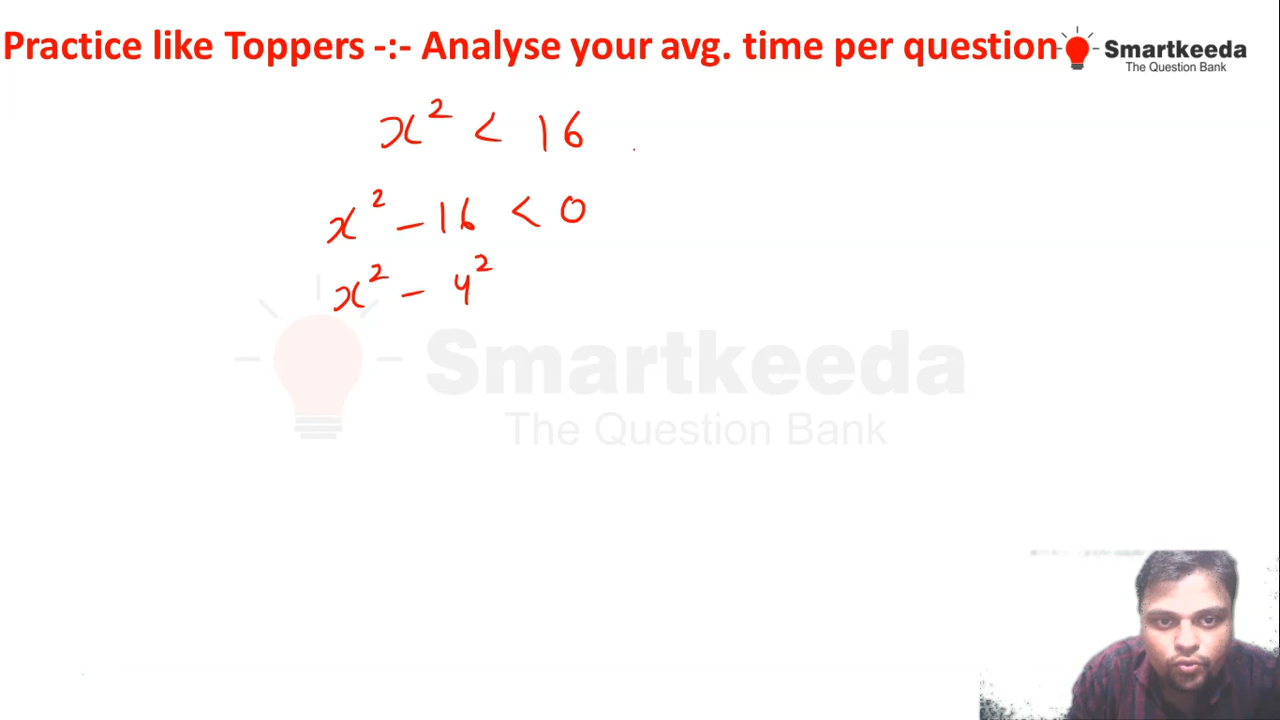 Practice like Toppers -:- Analyse your avg. time per question
Smartkeeda
The Question Bank
x² < 16
x² - 16 < 0
x² - 4²
Smartkeeda
The Question Bank